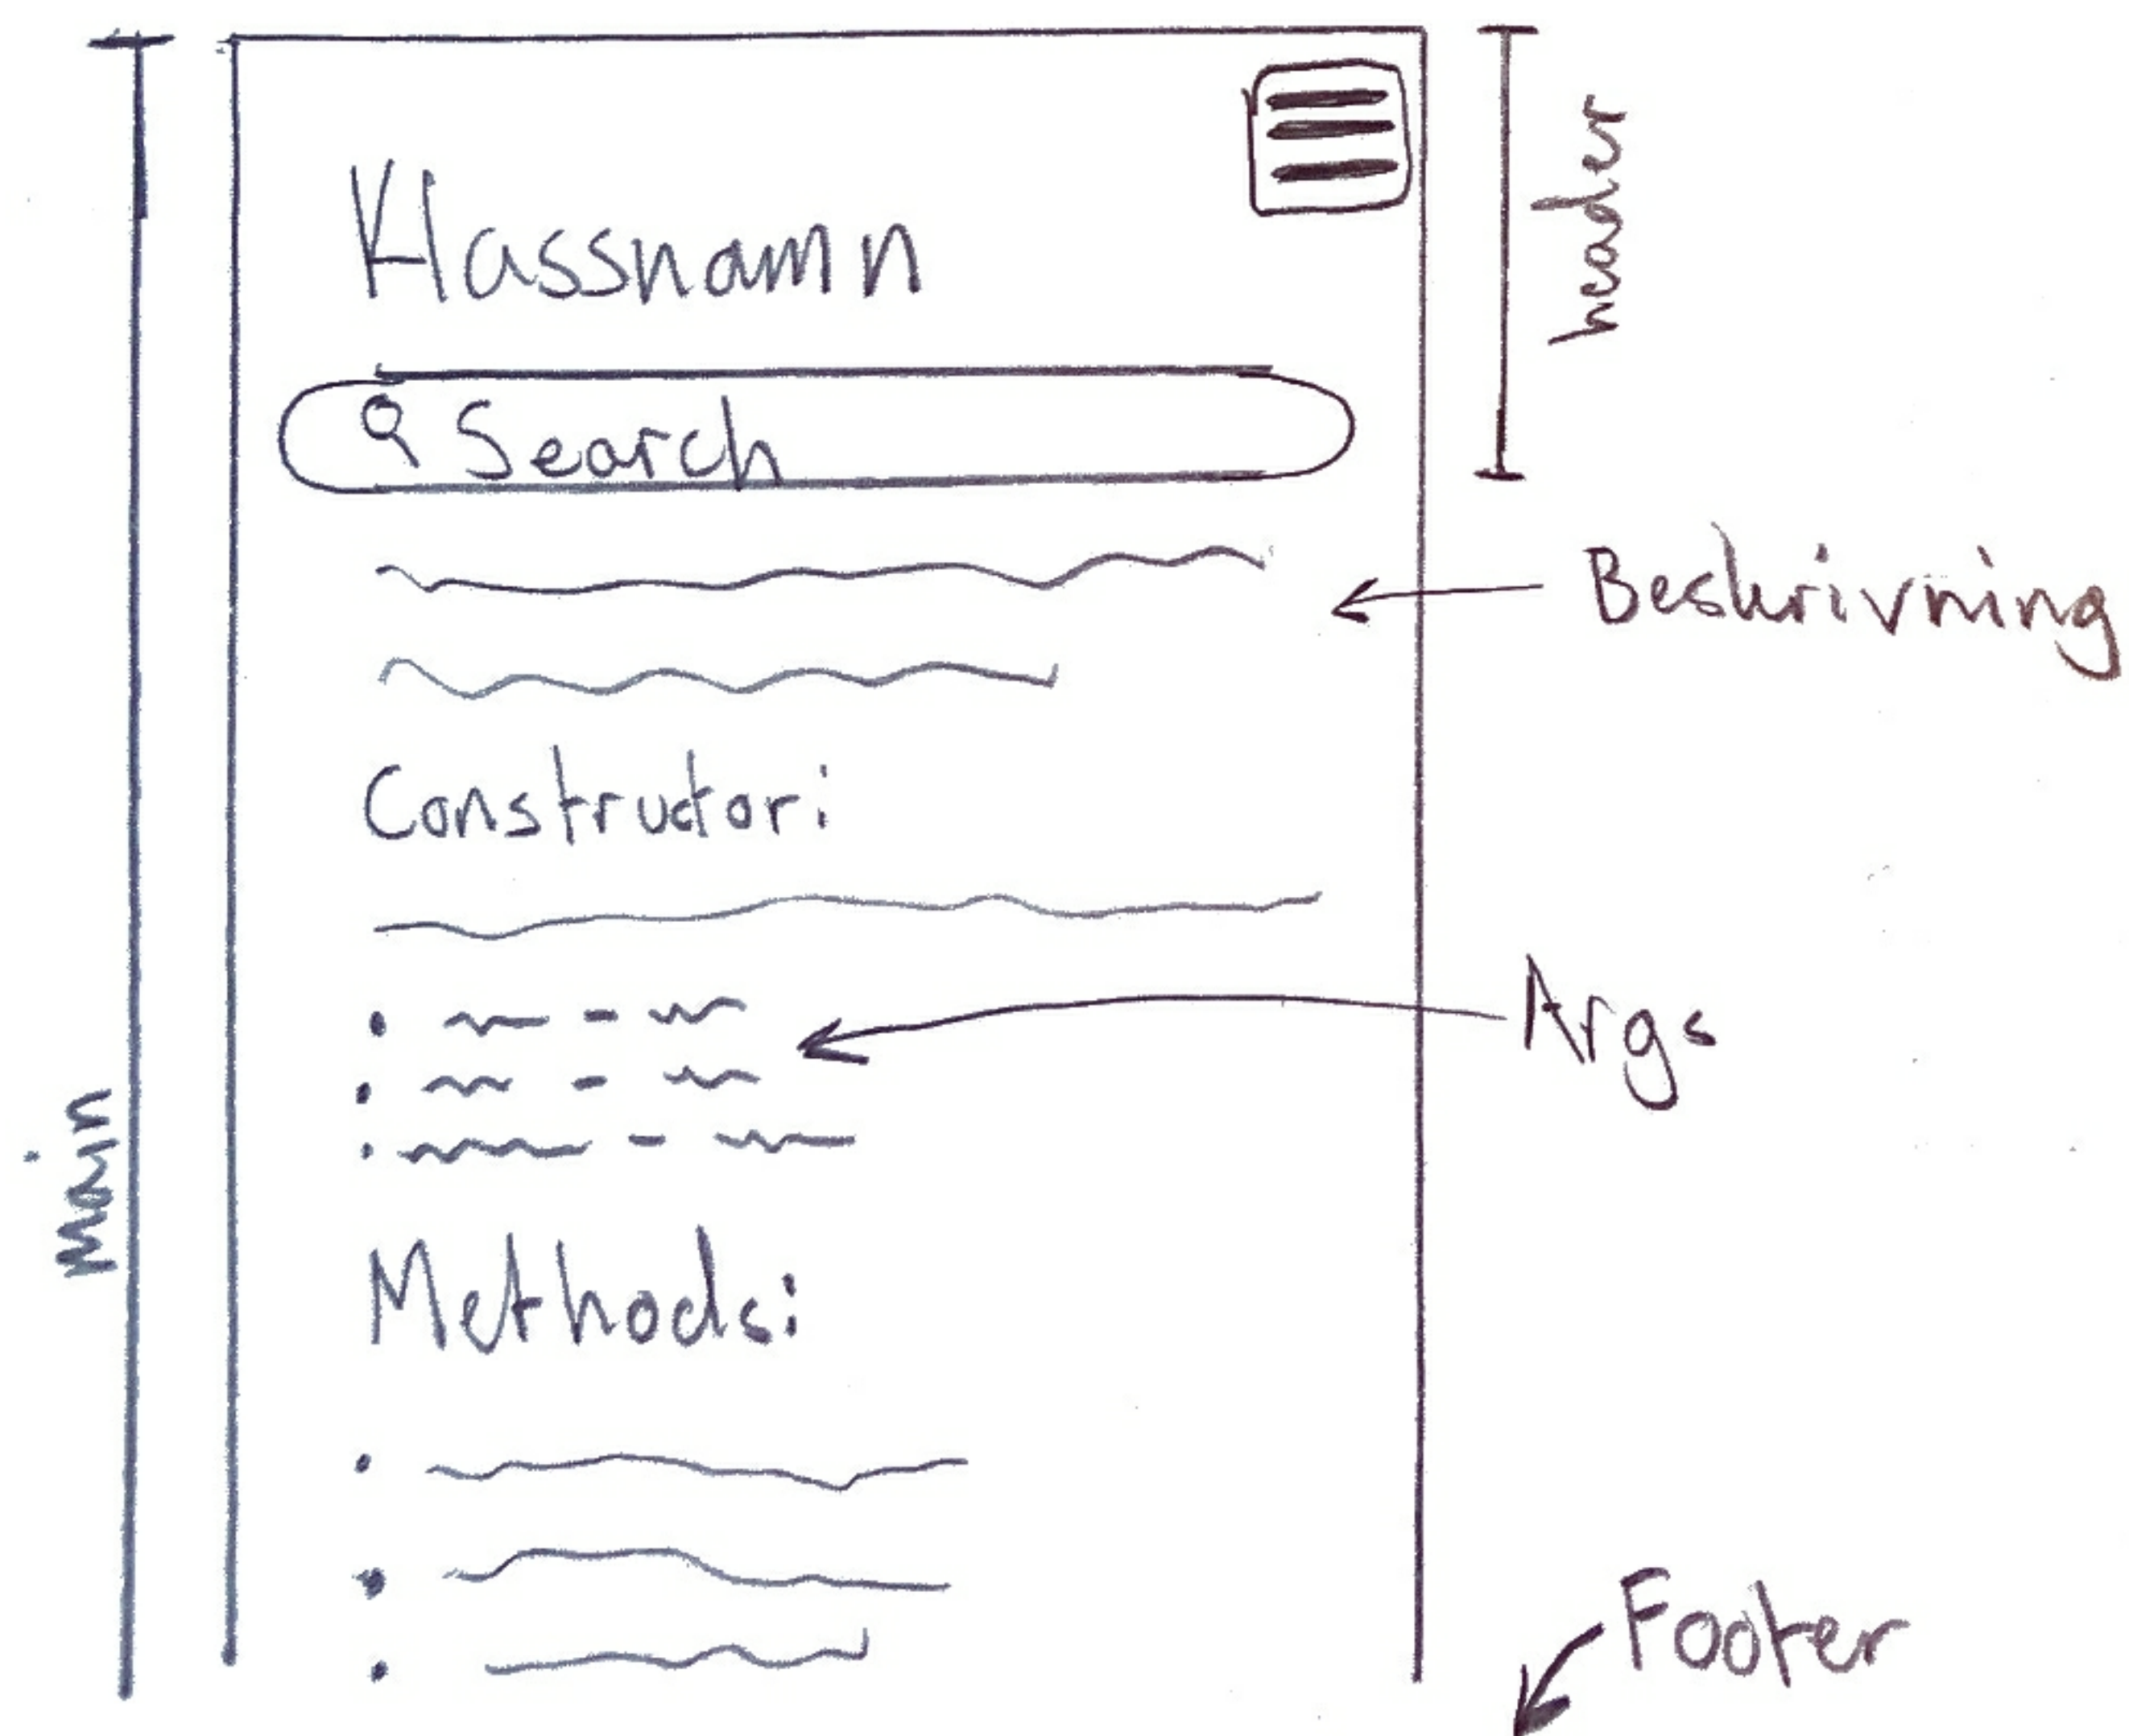 Klassnamn
header
Search
Beskrivning
Constructor:
Args
Main
Methods:
Footer